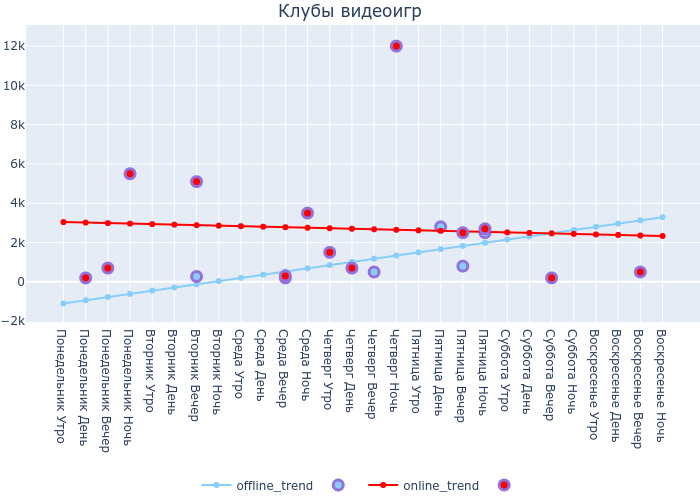 Клубы видеоигр
12k
10k
8k
6k
4k
2k
0
−2k
Понедельник Утро
Понедельник День
Понедельник Вечер
Понедельник Ночь
Вторник Утро
Вторник День
Вторник Вечер
Вторник Ночь
Среда Утро
Среда День
Среда Вечер
Среда Ночь
Четверг Утро
Четверг День
Четверг Вечер
Четверг Ночь
Пятница Утро
Пятница День
Пятница Вечер
Пятница Ночь
Суббота Утро
Суббота День
Суббота Вечер
Суббота Ночь
Воскресенье Утро
Воскресенье День
Воскресенье Вечер
Воскресенье Ночь
offline_trend
online_trend